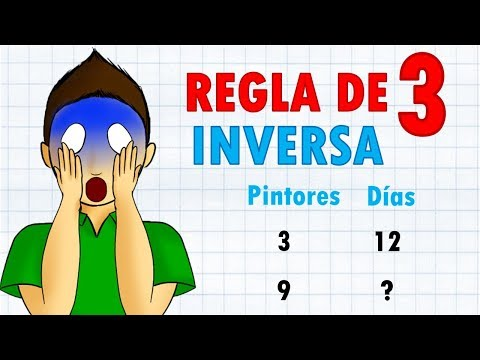 REGLA DE 3
INVERSA
Pintores Días
3 12
9 ?